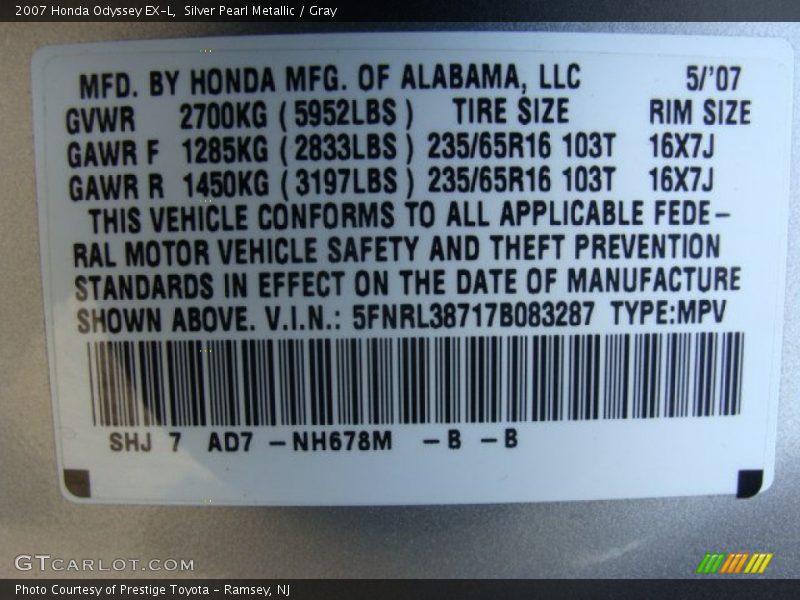 2007 Honda Odyssey EX-L, Silver Pearl Metallic / Gray
MFD. BY HONDA MFG. OF ALABAMA, LLC 5/'07
GVWR 2700KG (5952LBS) TIRE SIZE RIM SIZE
GAWR F 1285KG (2833LBS) 235/65R16 103T 16X7J
GAWR R 1450KG (3197LBS) 235/65R16 103T 16X7J
THIS VEHICLE CONFORMS TO ALL APPLICABLE FEDE-
RAL MOTOR VEHICLE SAFETY AND THEFT PREVENTION
STANDARDS IN EFFECT ON THE DATE OF MANUFACTURE
SHOWN ABOVE. V.I.N.: 5FNRL38717B083287 TYPE:MPV
SHJ 7 AD7 -NH678M -B -B
GTCARLOT.COM
Photo Courtesy of Prestige Toyota - Ramsey, NJ